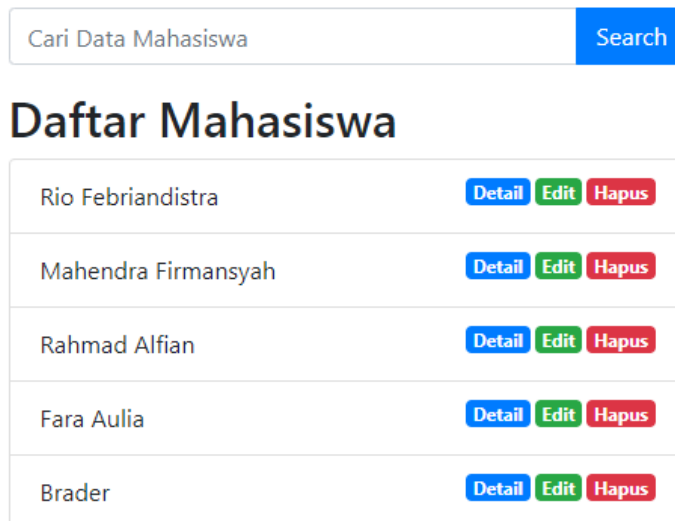 Cari Data Mahasiswa Search
Daftar Mahasiswa
Rio Febriandistra Detail Edit Hapus
Mahendra Firmansyah Detail Edit Hapus
Rahmad Alfian Detail Edit Hapus
Fara Aulia Detail Edit Hapus
Brader Detail Edit Hapus